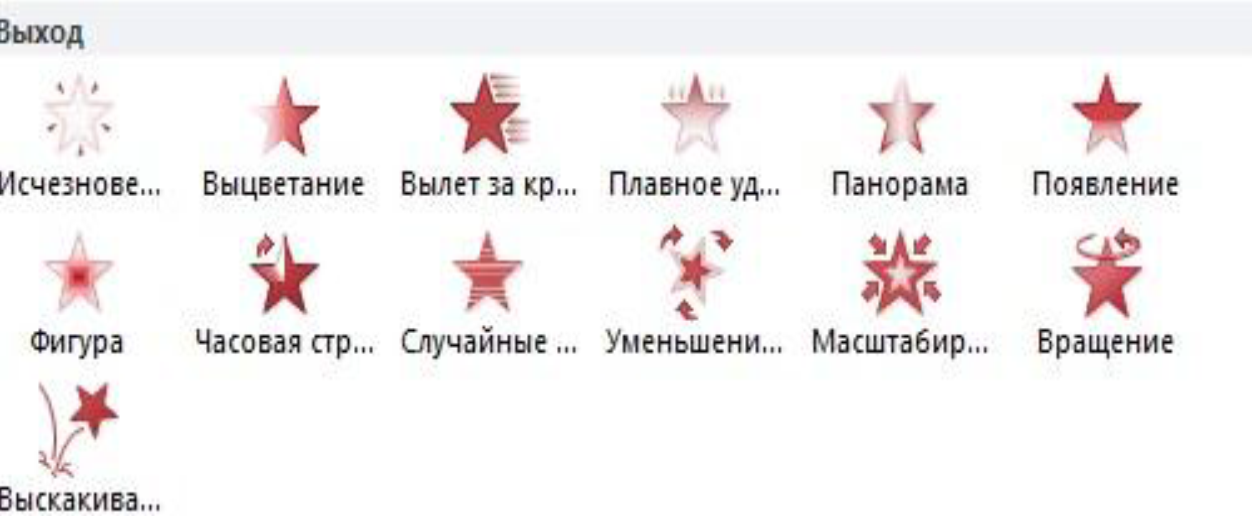 Выход
Исчезнове... Выцветание Вылет за кр... Плавное уд... Панорама Появление
Фигура Часовая стр... Случайные ... Уменьшени... Масштабир... Вращение
Выскакива...